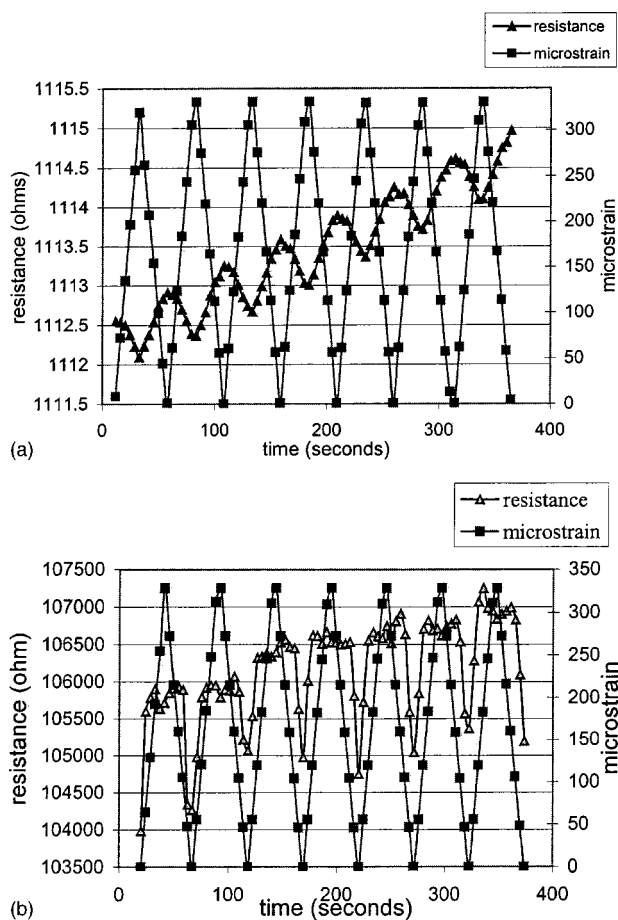 resistance
microstrain
1115.5
1115
1114.5
1114
1113.5
1113
1112.5
1112
1111.5
resistance (ohms)
300
250
200
150
100
50
0
microstrain
0 100 200 300 400
time (seconds)
(a)
resistance
microstrain
107500
107000
106500
106000
105500
105000
104500
104000
103500
resistance (ohm)
350
300
250
200
150
100
50
0
microstrain
0 100 200 300 400
time (seconds)
(b)